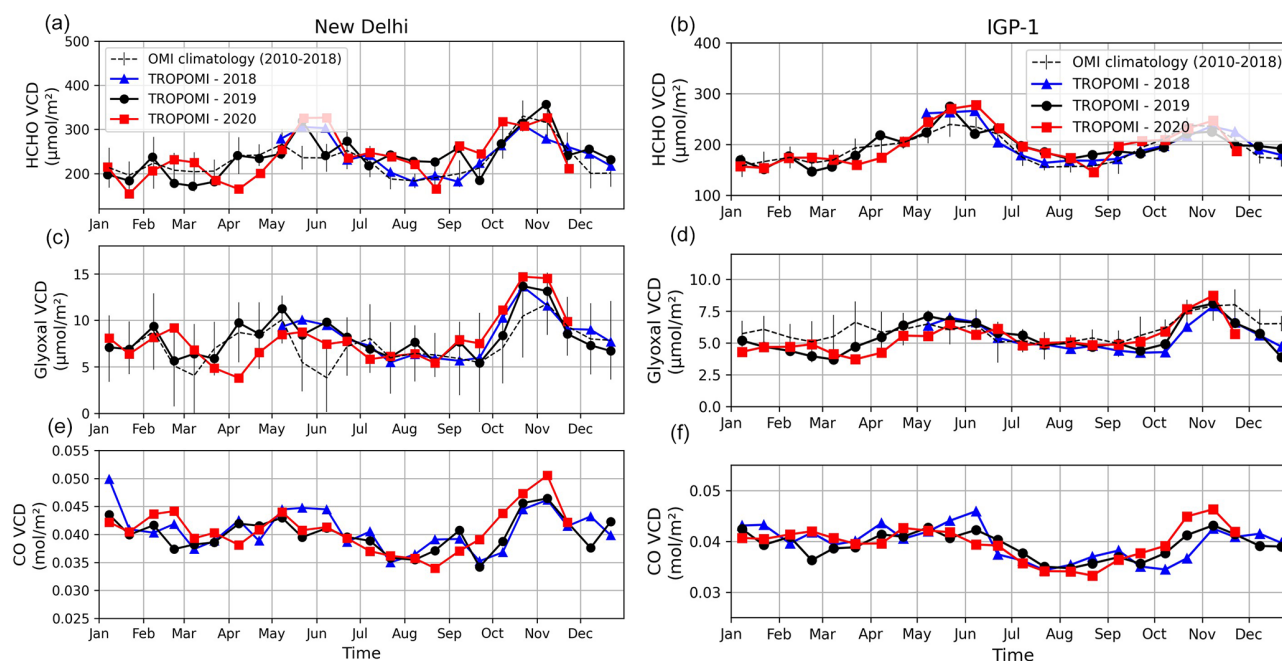 (a)
New Delhi
HCHO VCD
(μmol/m²)
500
400
300
200
OMI climatology (2010-2018)
TROPOMI - 2018
TROPOMI - 2019
TROPOMI - 2020
Jan Feb Mar Apr May Jun Jul Aug Sep Oct Nov Dec
(b)
IGP-1
HCHO VCD
(μmol/m²)
400
300
200
100
OMI climatology (2010-2018)
TROPOMI - 2018
TROPOMI - 2019
TROPOMI - 2020
Jan Feb Mar Apr May Jun Jul Aug Sep Oct Nov Dec
(c)
Glyoxal VCD
(μmol/m²)
15
10
5
0
Jan Feb Mar Apr May Jun Jul Aug Sep Oct Nov Dec
(d)
Glyoxal VCD
(μmol/m²)
10.0
7.5
5.0
2.5
0.0
Jan Feb Mar Apr May Jun Jul Aug Sep Oct Nov Dec
(e)
CO VCD
(mol/m²)
0.055
0.050
0.045
0.040
0.035
0.030
0.025
Jan Feb Mar Apr May Jun Jul Aug Sep Oct Nov Dec
Time
(f)
CO VCD
(mol/m²)
0.05
0.04
0.03
Jan Feb Mar Apr May Jun Jul Aug Sep Oct Nov Dec
Time